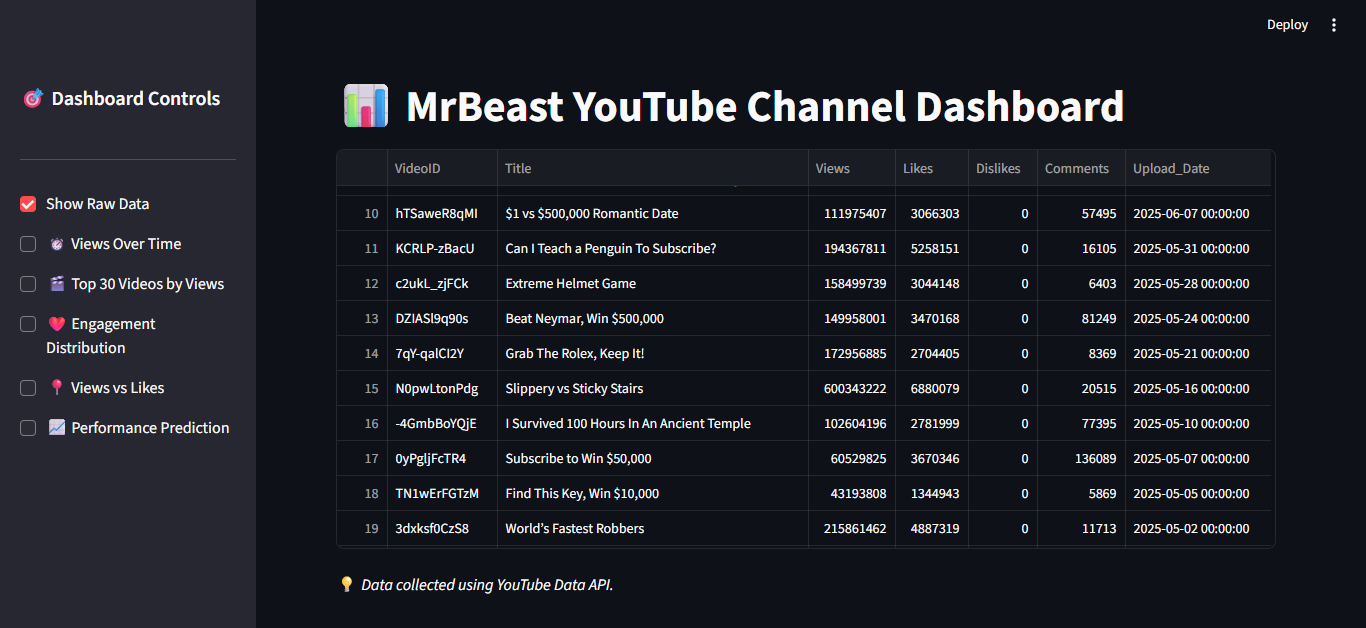 Deploy
Dashboard Controls
Show Raw Data
Views Over Time
Top 30 Videos by Views
Engagement
Distribution
Views vs Likes
Performance Prediction
MrBeast YouTube Channel Dashboard
VideoID Title Views Likes Dislikes Comments Upload_Date
10 hTSaweR8qMI $1 vs $500,000 Romantic Date 111975407 3066303 0 57495 2025-06-07 00:00:00
11 KCRLP-zBacU Can I Teach a Penguin To Subscribe? 194367811 5258151 0 16105 2025-05-31 00:00:00
12 c2ukL_zjFCk Extreme Helmet Game 158499739 3044148 0 6403 2025-05-28 00:00:00
13 DZIASl9q90s Beat Neymar, Win $500,000 149958001 3470168 0 81249 2025-05-24 00:00:00
14 7qY-qalCI2Y Grab The Rolex, Keep It! 172956885 2704405 0 8369 2025-05-21 00:00:00
15 N0pwLtonPdg Slippery vs Sticky Stairs 600343222 6880079 0 20515 2025-05-16 00:00:00
16 -4GmbBoYQjE I Survived 100 Hours In An Ancient Temple 102604196 2781999 0 77395 2025-05-10 00:00:00
17 0yPgljFcTR4 Subscribe to Win $50,000 60529825 3670346 0 136089 2025-05-07 00:00:00
18 TN1wErFGTzM Find This Key, Win $10,000 43193808 1344943 0 5869 2025-05-05 00:00:00
19 3dxksf0CzS8 World’s Fastest Robbers 215861462 4887319 0 11713 2025-05-02 00:00:00
Data collected using YouTube Data API.